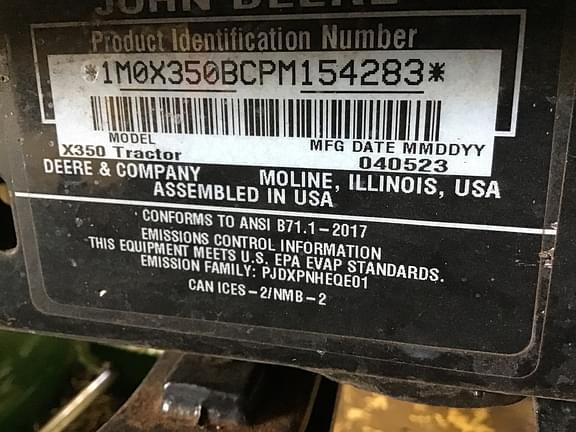 JOHN DEERE
Product Identification Number
*1M0X350BCPM154283*
MODEL
MFG DATE MMDDYY
X350 Tractor
040523
DEERE & COMPANY MOLINE, ILLINOIS, USA
ASSEMBLED IN USA
CONFORMS TO ANSI B71.1-2017
EMISSIONS CONTROL INFORMATION
THIS EQUIPMENT MEETS U.S. EPA EVAP STANDARDS.
EMISSION FAMILY: PJDXPNHEQE01
CAN ICES-2/NMB-2